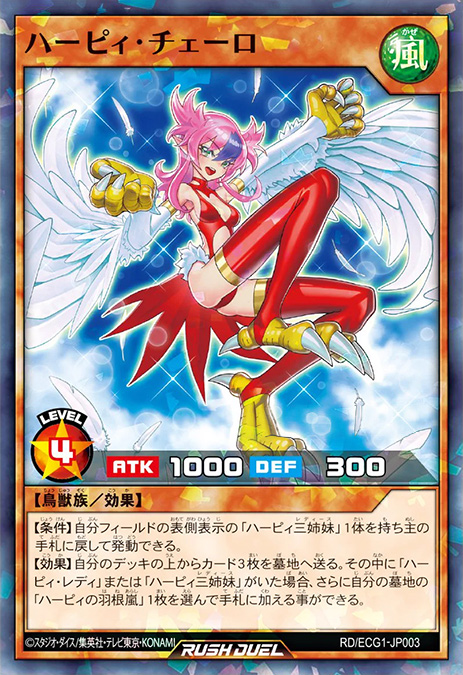 ハーピィ・チェーロ
かぜ
風
LEVEL
4
ATK 1000 DEF 300
【鳥獣族／効果】
【条件】自分フィールドの表側表示の「ハーピィ三姉妹」1体を持ち主の
手札に戻して発動できる。
【効果】自分のデッキの上からカード3枚を墓地へ送る。その中に「ハー
ピィ・レディ」または「ハーピィ三姉妹」がいた場合、さらに自分の墓地の
「ハーピィの羽根嵐」1枚を選んで手札に加える事ができる。
©スタジオ・ダイス/集英社・テレビ東京・KONAMI
RUSH DUEL
RD/ECG1-JP003